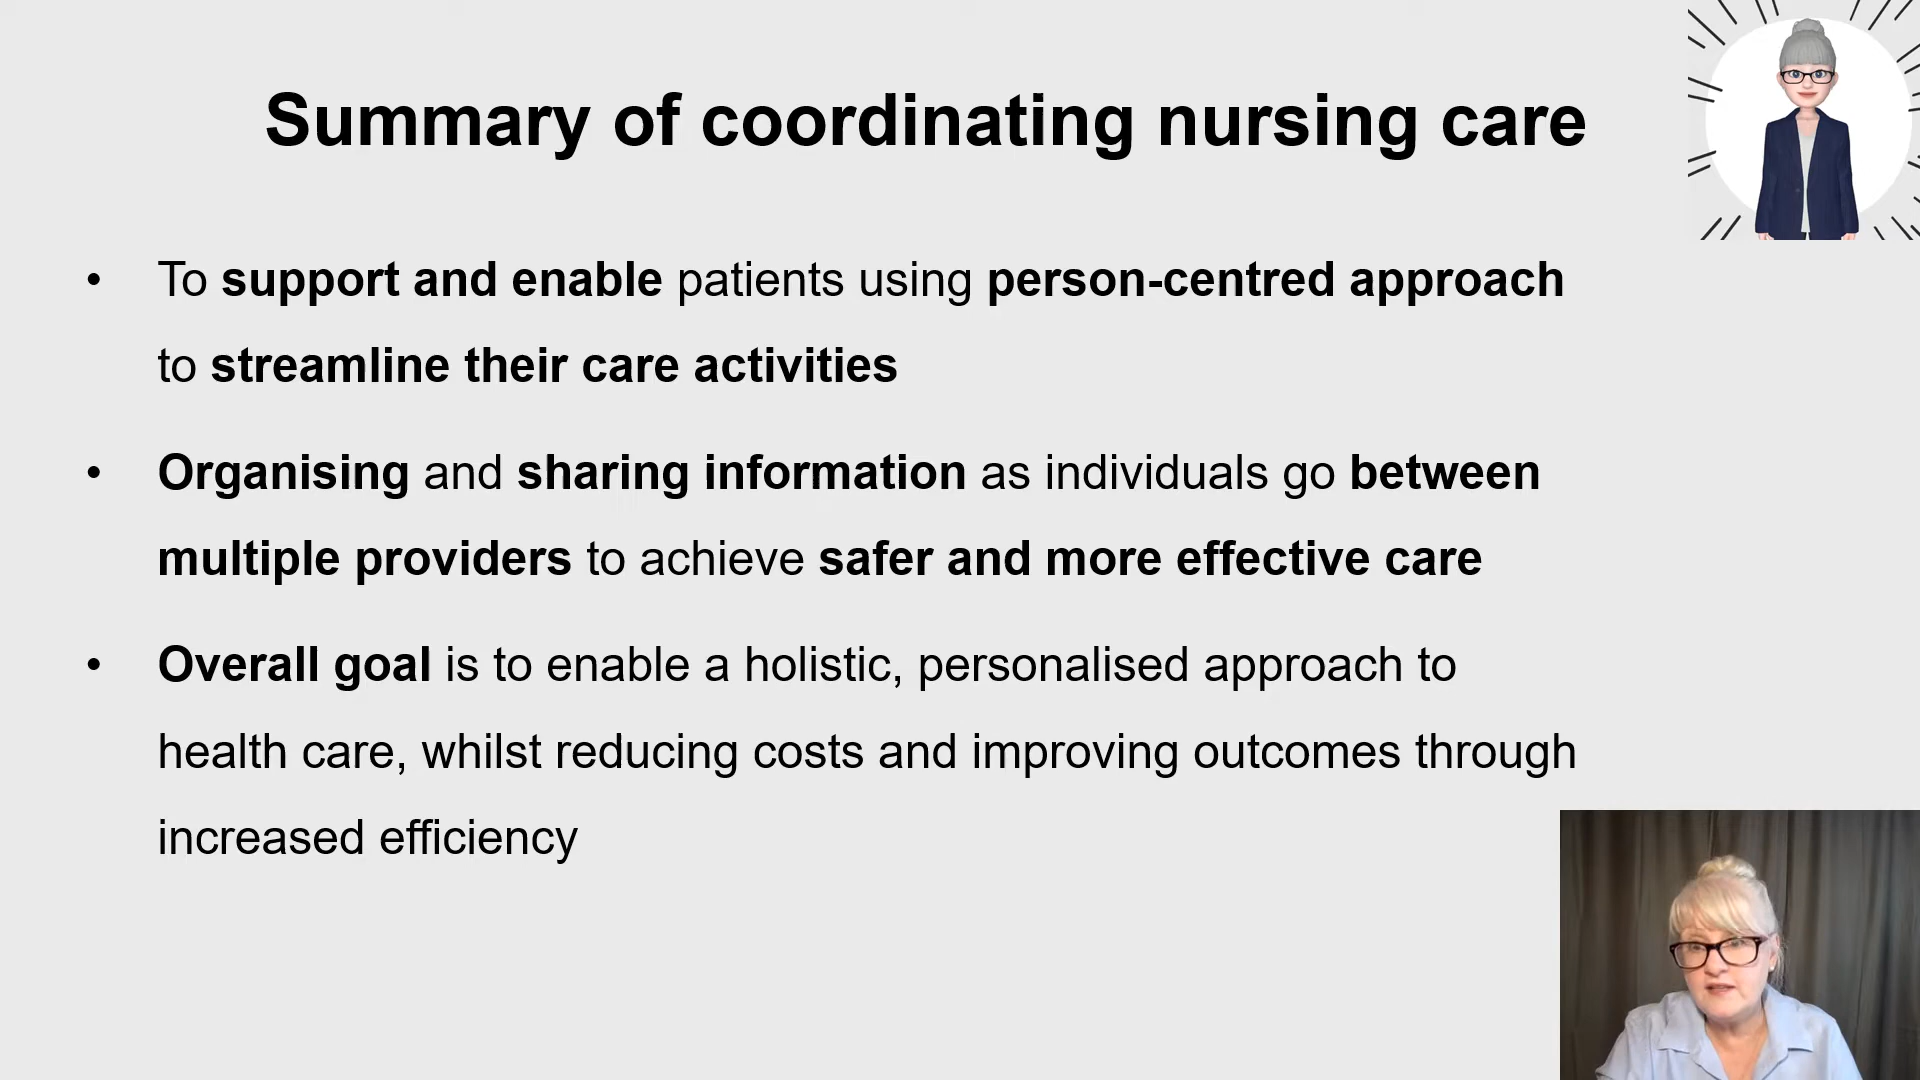 Summary of coordinating nursing care
• To support and enable patients using person-centred approach
to streamline their care activities
• Organising and sharing information as individuals go between
multiple providers to achieve safer and more effective care
• Overall goal is to enable a holistic, personalised approach to
health care, whilst reducing costs and improving outcomes through
increased efficiency